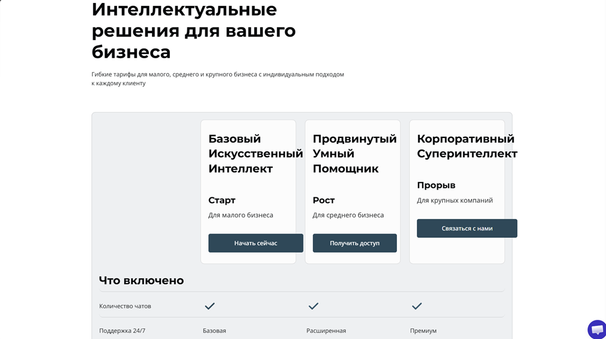 Интеллектуальные
решения для вашего
бизнеса
Гибкие тарифы для малого, среднего и крупного бизнеса с индивидуальным подходом
к каждому клиенту
Базовый
Искусственный
Интеллект
Старт
Для малого бизнеса
Начать сейчас
Продвинутый
Умный
Помощник
Рост
Для среднего бизнеса
Получить доступ
Корпоративный
Суперинтеллект
Прорыв
Для крупных компаний
Связаться с нами
Что включено
Количество чатов
Поддержка 24/7 Базовая Расширенная Премиум